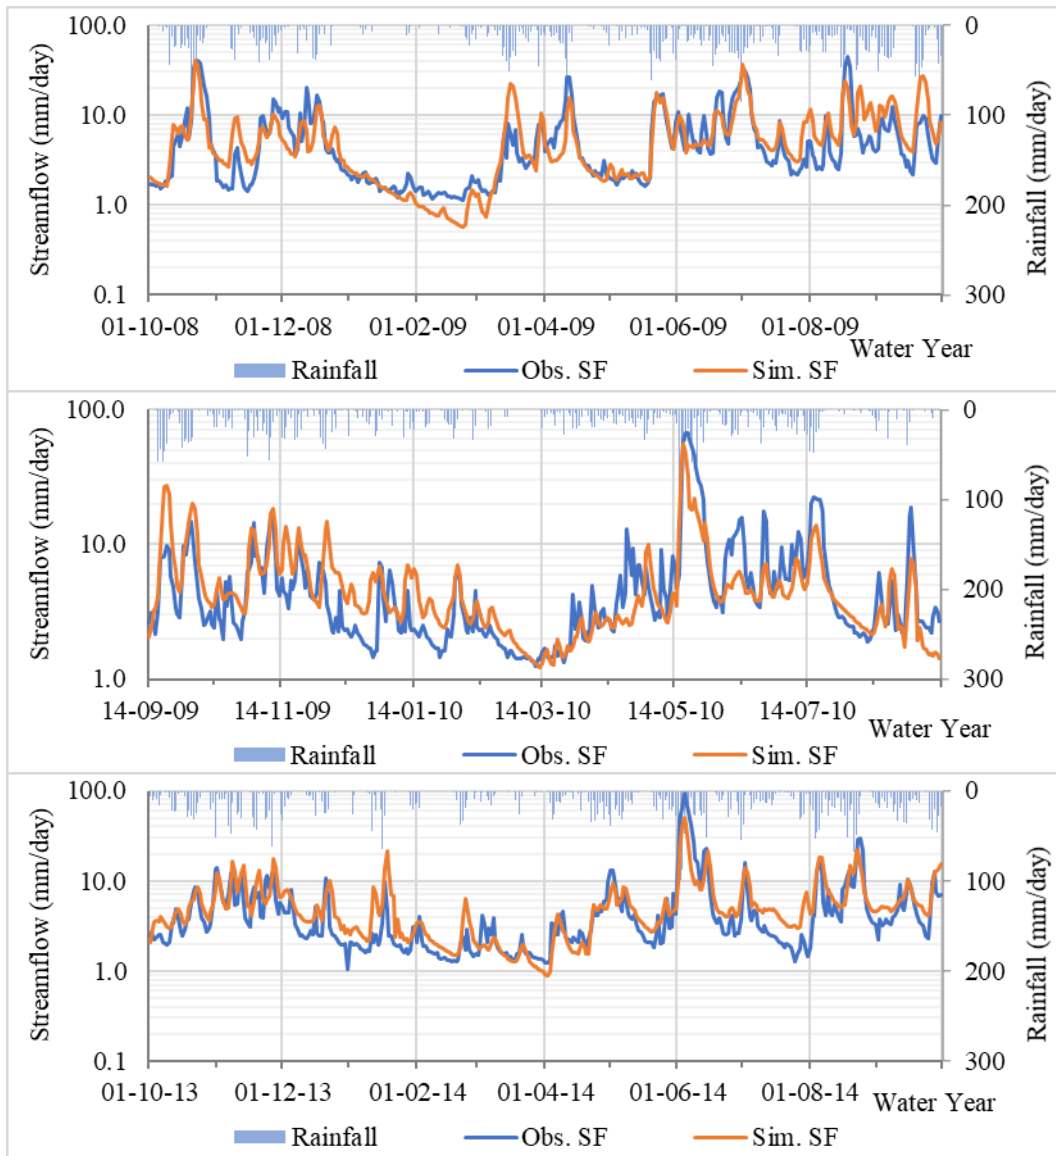 100.0
10.0
1.0
0.1
Streamflow (mm/day)
0
100
200
300
Rainfall (mm/day)
01-10-08 01-12-08 01-02-09 01-04-09 01-06-09 01-08-09
Water Year
Rainfall Obs. SF Sim. SF
100.0
10.0
1.0
Streamflow (mm/day)
0
100
200
300
Rainfall (mm/day)
14-09-09 14-11-09 14-01-10 14-03-10 14-05-10 14-07-10
Water Year
Rainfall Obs. SF Sim. SF
100.0
10.0
1.0
0.1
Streamflow (mm/day)
0
100
200
300
Rainfall (mm/day)
01-10-13 01-12-13 01-02-14 01-04-14 01-06-14 01-08-14
Water Year
Rainfall Obs. SF Sim. SF